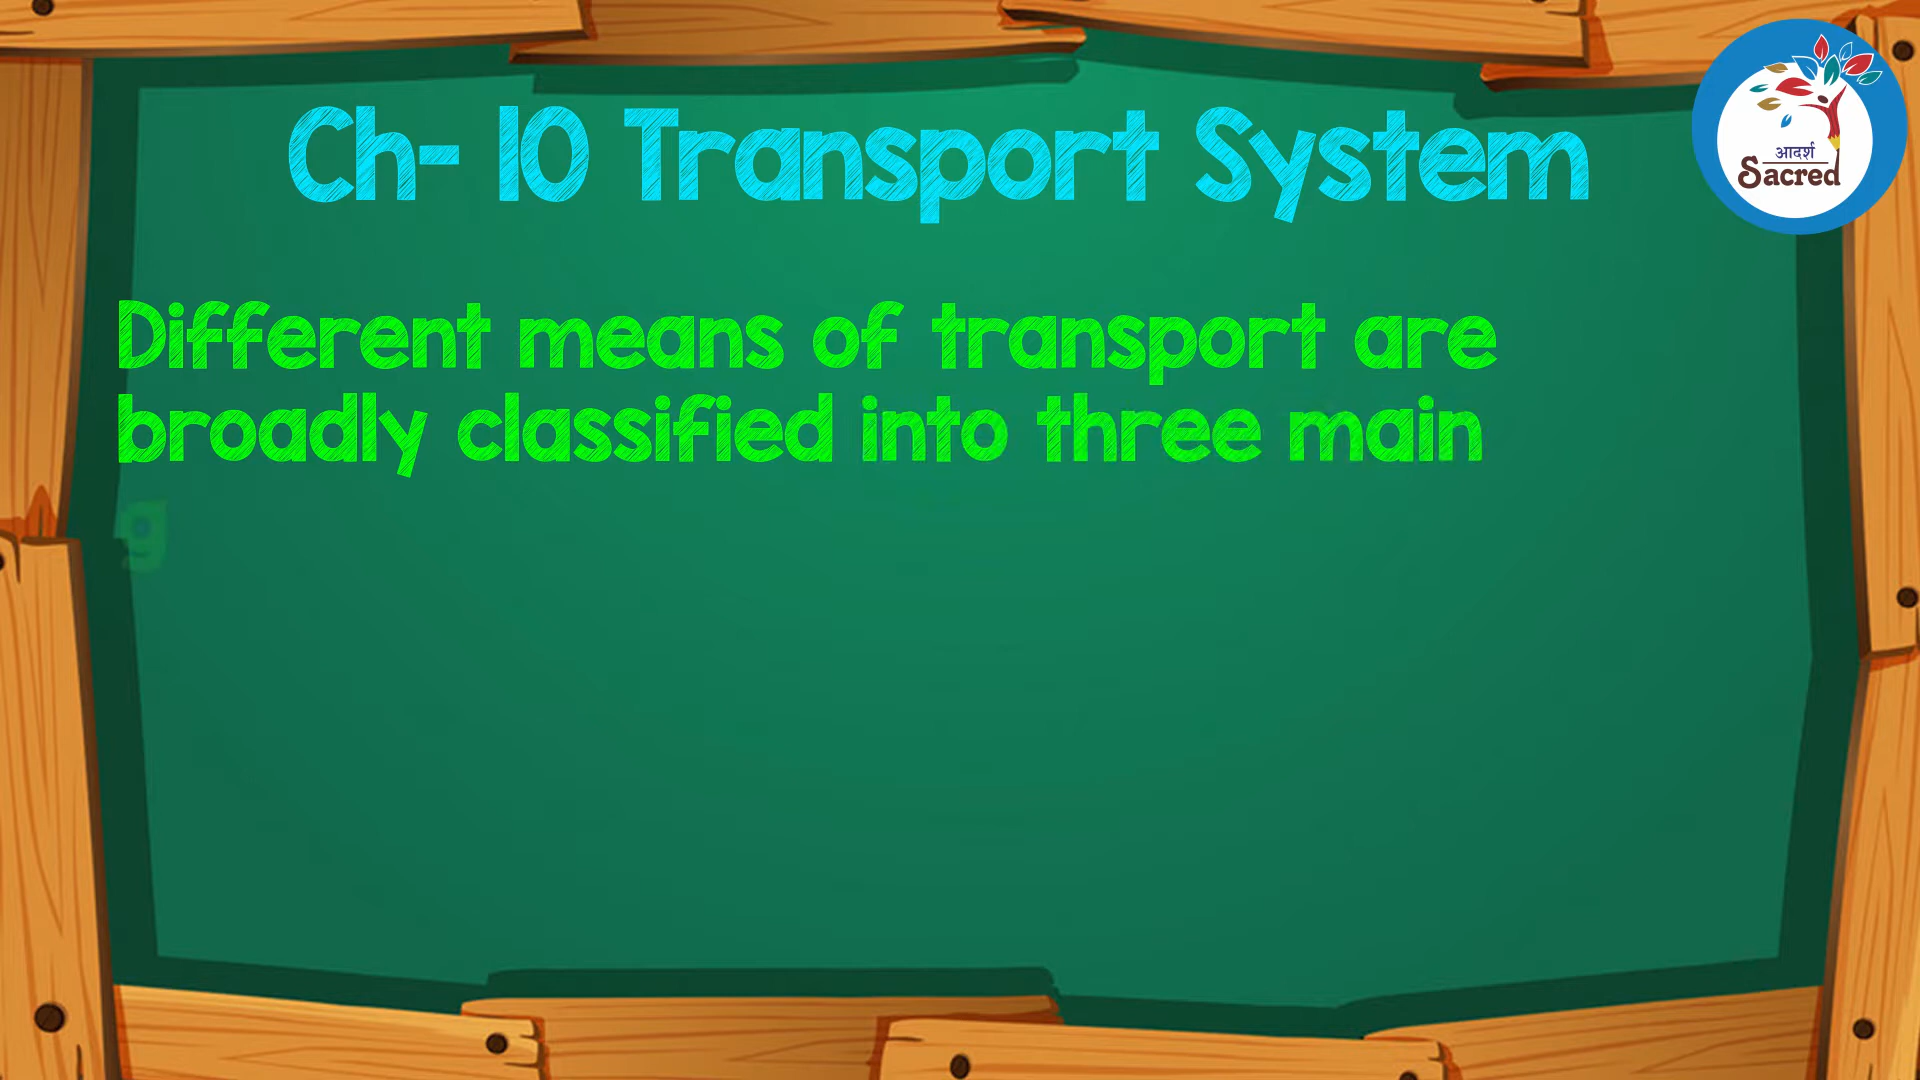 Ch- 10 Transport System
आदर्श
Sacred
Different means of transport are
broadly classified into three main
g